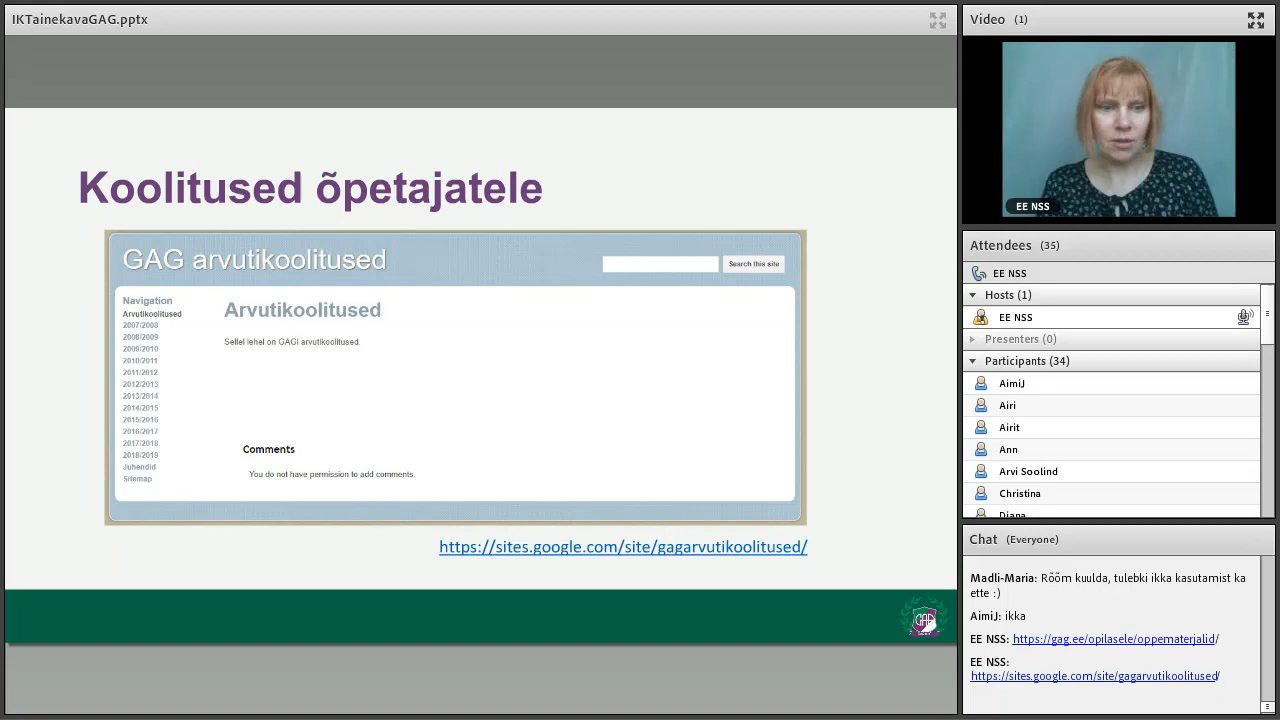 IKTainekavaGAG.pptx
Koolitused õpetajatele
GAG arvutikoolitused
Search this site
Navigation
Arvutikoolitused
2007/2008
2008/2009
2009/2010
2010/2011
2011/2012
2012/2013
2013/2014
2014/2015
2015/2016
2016/2017
2017/2018
2018/2019
Juhendid
Sitemap
Arvutikoolitused
Sellel lehel on GAGi arvutikoolitused.
Comments
You do not have permission to add comments.
https://sites.google.com/site/gagarvutikoolitused/
GAG
Video (1)
EE NSS
Attendees (35)
EE NSS
Hosts (1)
EE NSS
Presenters (0)
Participants (34)
AimiJ
Airi
Airit
Ann
Arvi Soolind
Christina
Diana
Chat (Everyone)
Madli-Maria: Rõõm kuulda, tulebki ikka kasutamist ka
ette :)
AimiJ: ikka
EE NSS: https://gag.ee/opilasele/oppematerjalid/
EE NSS:
https://sites.google.com/site/gagarvutikoolitused/